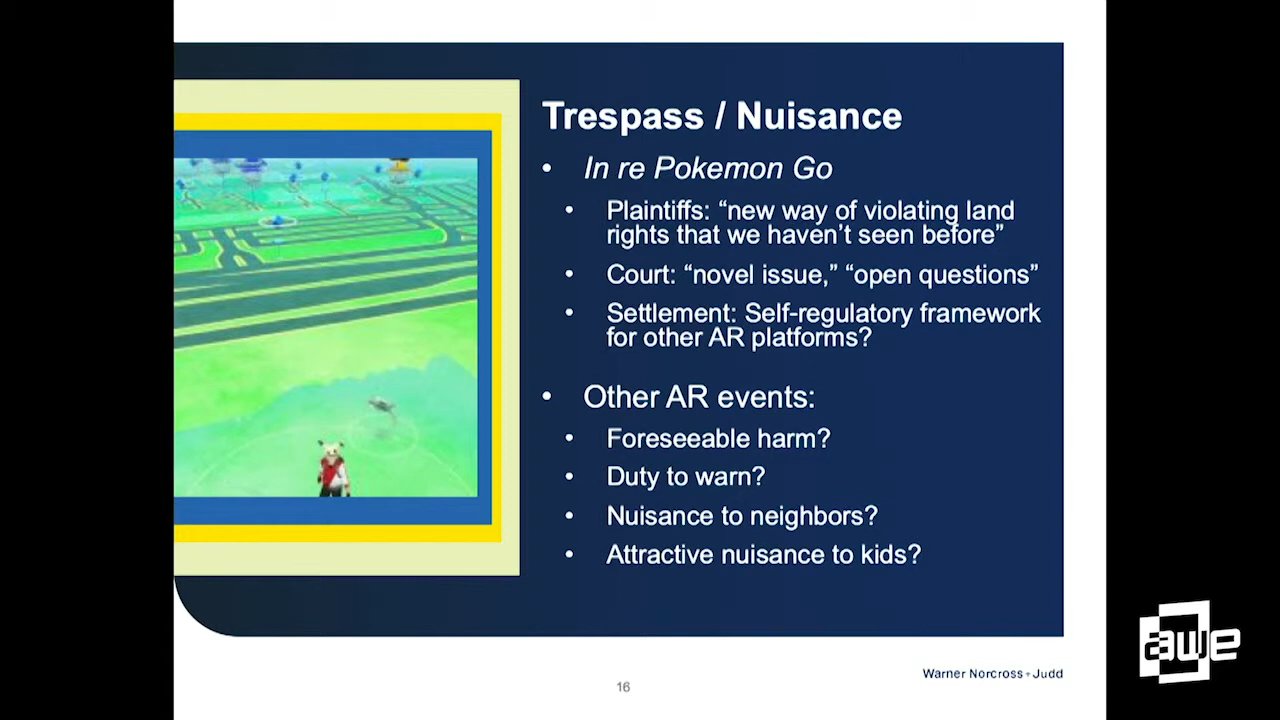 Trespass / Nuisance
• In re Pokemon Go
• Plaintiffs: “new way of violating land
rights that we haven’t seen before”
• Court: “novel issue,” “open questions”
• Settlement: Self-regulatory framework
for other AR platforms?
• Other AR events:
• Foreseeable harm?
• Duty to warn?
• Nuisance to neighbors?
• Attractive nuisance to kids?
Warner Norcross + Judd
16
awe